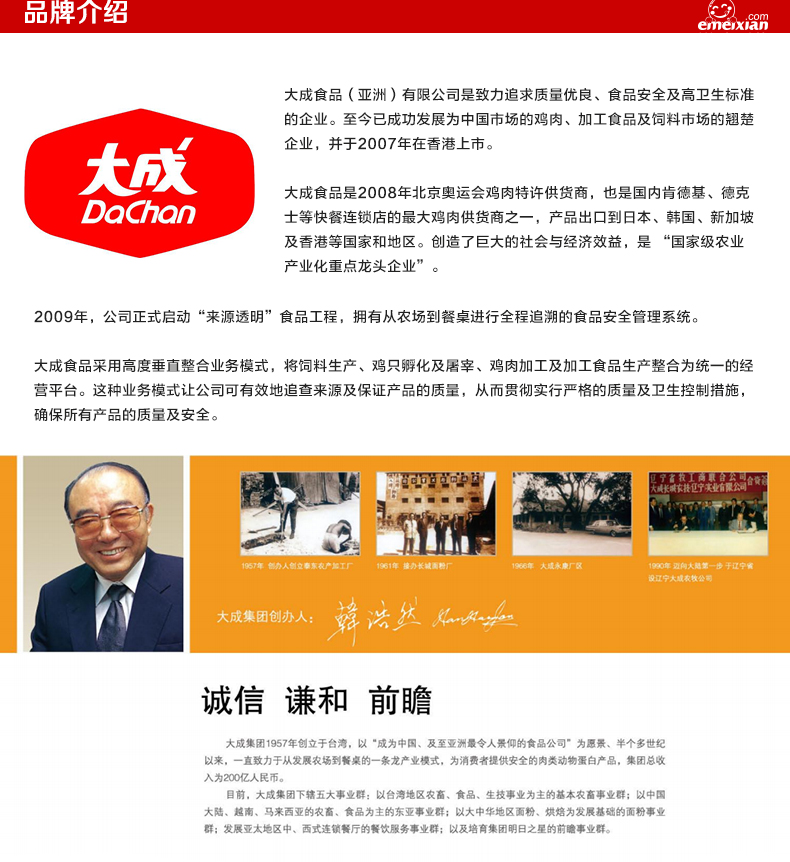 品牌介绍
emeixian.com
大成食品（亚洲）有限公司是致力追求质量优良、食品安全及高卫生标准
的企业。至今已成功发展为中国市场的鸡肉、加工食品及饲料市场的翘楚
企业，并于2007年在香港上市。
大成
DaChan
大成食品是2008年北京奥运会鸡肉特许供货商，也是国内肯德基、德克
士等快餐连锁店的最大鸡肉供货商之一，产品出口到日本、韩国、新加坡
及香港等国家和地区。创造了巨大的社会与经济效益，是 “国家级农业
产业化重点龙头企业”。
2009年，公司正式启动“来源透明”食品工程，拥有从农场到餐桌进行全程追溯的食品安全管理系统。
大成食品采用高度垂直整合业务模式，将饲料生产、鸡只孵化及屠宰、鸡肉加工及加工食品生产整合为统一的经
营平台。这种业务模式让公司可有效地追查来源及保证产品的质量，从而贯彻实行严格的质量及卫生控制措施，
确保所有产品的质量及安全。
辽宁省牧工商联合公司
大成长城农技辽宁实业有限公司合资
1957年 创办人创立泰东农产加工厂
1961年 接办长城面粉厂
1966年 大成永康厂区
1990年 迈向大陆第一步 于辽宁省
设辽宁大成农牧公司
大成集团创办人：
韓浩然
诚信 谦和 前瞻
大成集团1957年创立于台湾，以“成为中国、及至亚洲最令人景仰的食品公司”为愿景、半个多世纪
以来，一直致力于从发展农场到餐桌的一条龙产业模式，为消费者提供安全的肉类动物蛋白产品，集团总收
入为200亿人民币。
目前，大成集团下辖五大事业群：以台湾地区农畜、食品、生技事业为主的基本农畜事业群；以中国
大陆、越南、马来西亚的农畜、食品为主的东亚事业群；以大中华地区面粉、烘焙为发展基础的面粉事业
群；发展亚太地区中、西式连锁餐厅的餐饮服务事业群；以及培育集团明日之星的前瞻事业群。